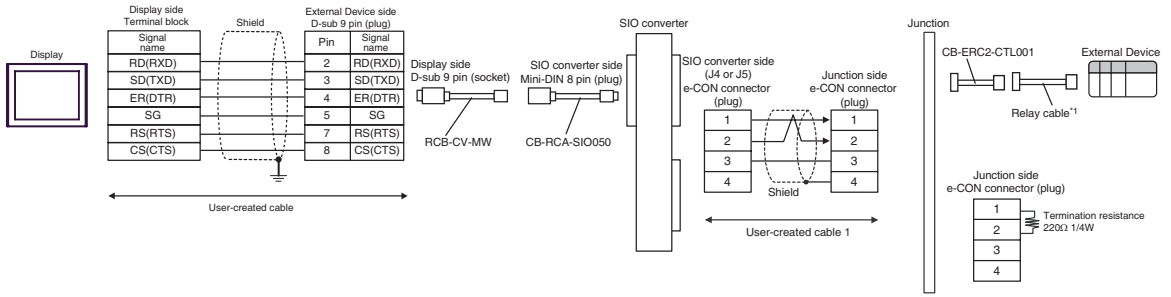 Display
Display side
Terminal block
Shield
External Device side
D-sub 9 pin (plug)
Signal
name
Pin
Signal
name
RD(RXD)
2
RD(RXD)
SD(TXD)
3
SD(TXD)
ER(DTR)
4
ER(DTR)
SG
5
SG
RS(RTS)
7
RS(RTS)
CS(CTS)
8
CS(CTS)
User-created cable
Display side
D-sub 9 pin (socket)
RCB-CV-MW
SIO converter side
Mini-DIN 8 pin (plug)
CB-RCA-SIO050
SIO converter
SIO converter side
(J4 or J5)
e-CON connector
(plug)
1
2
3
4
Shield
Junction side
e-CON connector
(plug)
1
2
3
4
User-created cable 1
Junction
CB-ERC2-CTL001
Relay cable*1
External Device
Junction side
e-CON connector (plug)
1
2
3
4
Termination resistance
220Ω 1/4W